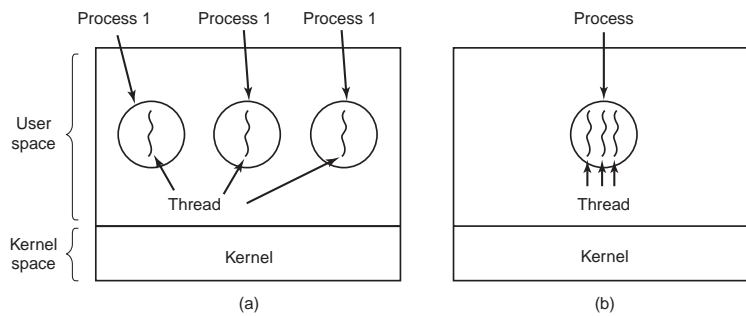 Process 1 Process 1 Process 1 Process
User
space
Thread Thread
Kernel
space
Kernel Kernel
(a) (b)